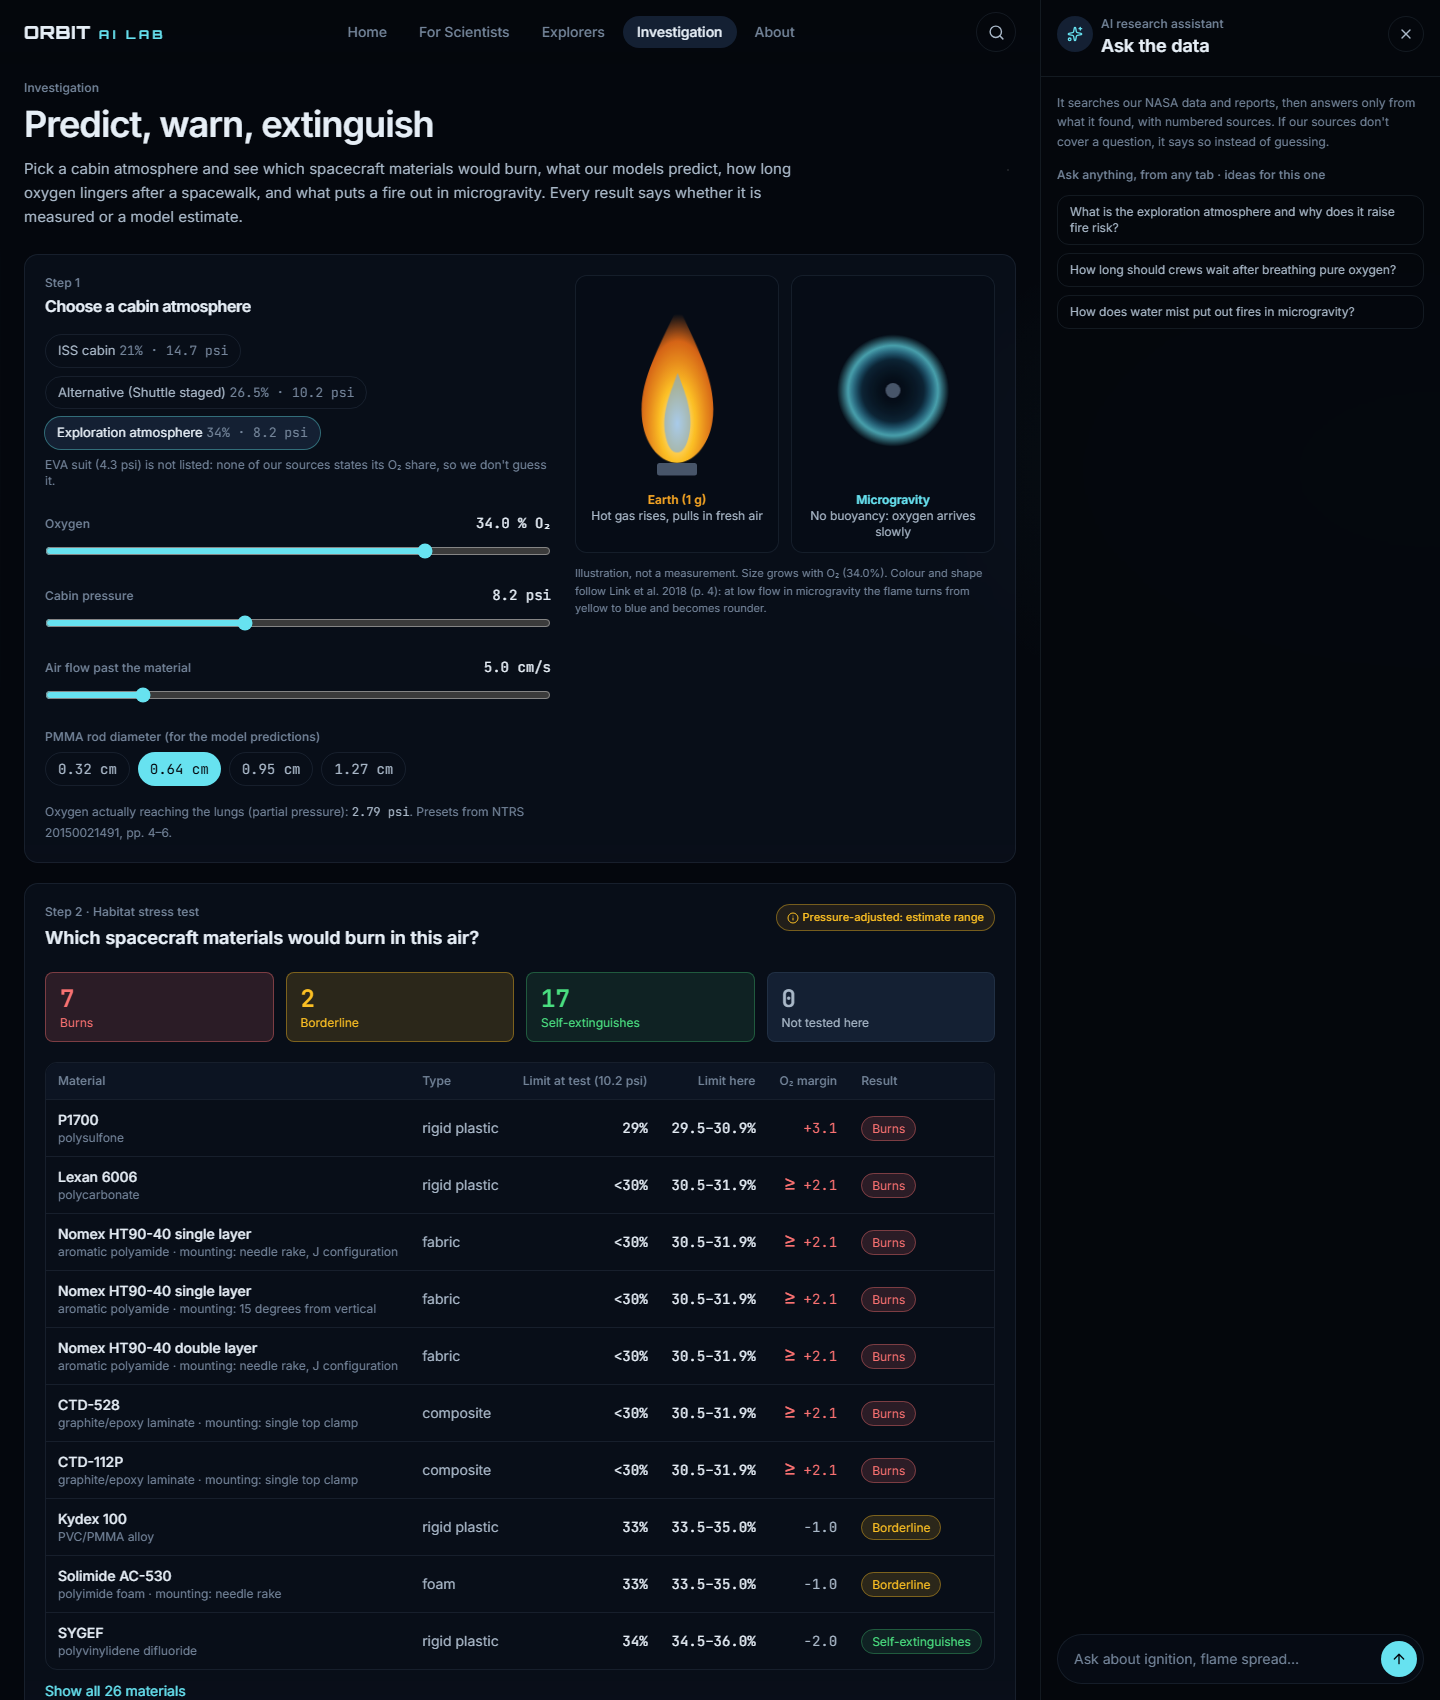 ORBIT AI LAB
Home
For Scientists
Explorers
Investigation
About
Investigation
Predict, warn, extinguish
Pick a cabin atmosphere and see which spacecraft materials would burn, what our models predict, how long
oxygen lingers after a spacewalk, and what puts a fire out in microgravity. Every result says whether it is
measured or a model estimate.
Step 1
Choose a cabin atmosphere
ISS cabin 21% · 14.7 psi
Alternative (Shuttle staged) 26.5% · 10.2 psi
Exploration atmosphere 34% · 8.2 psi
EVA suit (4.3 psi) is not listed: none of our sources states its O₂ share, so we don't guess
it.
Oxygen 34.0 % O₂
Cabin pressure 8.2 psi
Air flow past the material 5.0 cm/s
PMMA rod diameter (for the model predictions)
0.32 cm 0.64 cm 0.95 cm 1.27 cm
Oxygen actually reaching the lungs (partial pressure): 2.79 psi. Presets from NTRS
20150021491, pp. 4–6.
Earth (1 g)
Hot gas rises, pulls in fresh air
Microgravity
No buoyancy: oxygen arrives
slowly
Illustration, not a measurement. Size grows with O₂ (34.0%). Colour and shape
follow Link et al. 2018 (p. 4): at low flow in microgravity the flame turns from
yellow to blue and becomes rounder.
Step 2 · Habitat stress test
Which spacecraft materials would burn in this air?
Pressure-adjusted: estimate range
7
Burns
2
Borderline
17
Self-extinguishes
0
Not tested here
Material Type Limit at test (10.2 psi) Limit here O₂ margin Result
P1700
polysulfone
rigid plastic 29% 29.5–30.9% +3.1 Burns
Lexan 6006
polycarbonate
rigid plastic <30% 30.5–31.9% ≥ +2.1 Burns
Nomex HT90-40 single layer
aromatic polyamide · mounting: needle rake, J configuration
fabric <30% 30.5–31.9% ≥ +2.1 Burns
Nomex HT90-40 single layer
aromatic polyamide · mounting: 15 degrees from vertical
fabric <30% 30.5–31.9% ≥ +2.1 Burns
Nomex HT90-40 double layer
aromatic polyamide · mounting: needle rake, J configuration
fabric <30% 30.5–31.9% ≥ +2.1 Burns
CTD-528
graphite/epoxy laminate · mounting: single top clamp
composite <30% 30.5–31.9% ≥ +2.1 Burns
CTD-112P
graphite/epoxy laminate · mounting: single top clamp
composite <30% 30.5–31.9% ≥ +2.1 Burns
Kydex 100
PVC/PMMA alloy
rigid plastic 33% 33.5–35.0% -1.0 Borderline
Solimide AC-530
polyimide foam · mounting: needle rake
foam 33% 33.5–35.0% -1.0 Borderline
SYGEF
polyvinylidene difluoride
rigid plastic 34% 34.5–36.0% -2.0 Self-extinguishes
Show all 26 materials
AI research assistant
Ask the data
It searches our NASA data and reports, then answers only from
what it found, with numbered sources. If our sources don't
cover a question, it says so instead of guessing.
Ask anything, from any tab · ideas for this one
What is the exploration atmosphere and why does it raise
fire risk?
How long should crews wait after breathing pure oxygen?
How does water mist put out fires in microgravity?
Ask about ignition, flame spread...